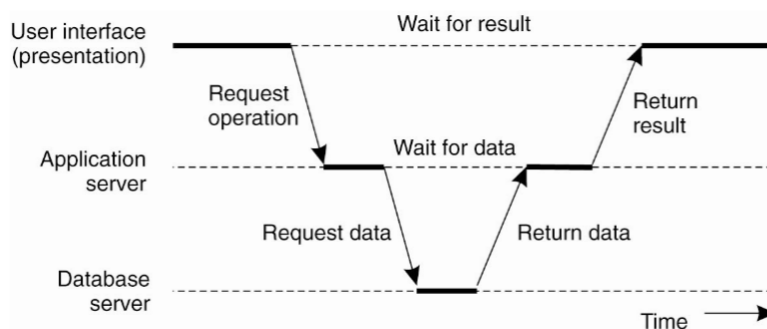 User interface
(presentation)
Wait for result
Request
operation
Return
result
Application
server
Wait for data
Request data
Return data
Database
server
Time